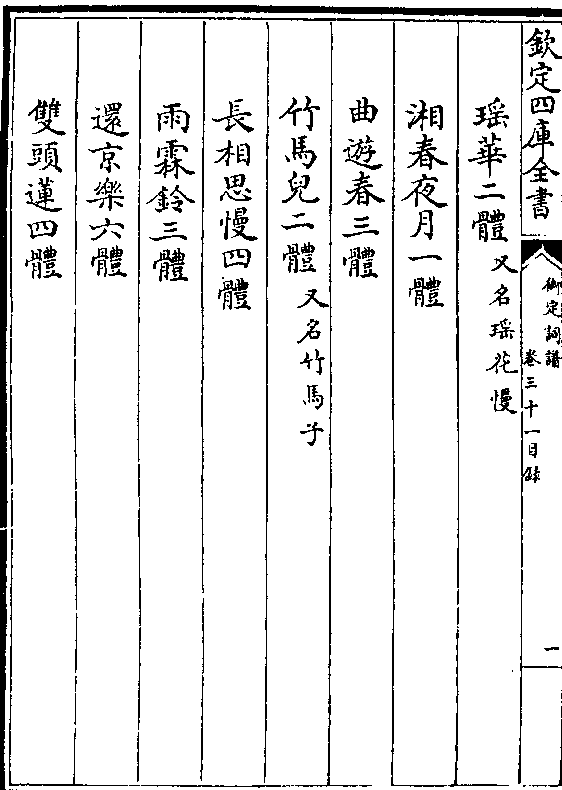 欽定四庫全書
御定詞譜
卷三十一目錄
一
瑶華二體又名瑶花慢
湘春夜月一體
曲遊春三體
竹馬兒二體又名竹馬子
長相思慢四體
雨霖鈴三體
還京樂六體
雙頭蓮四體